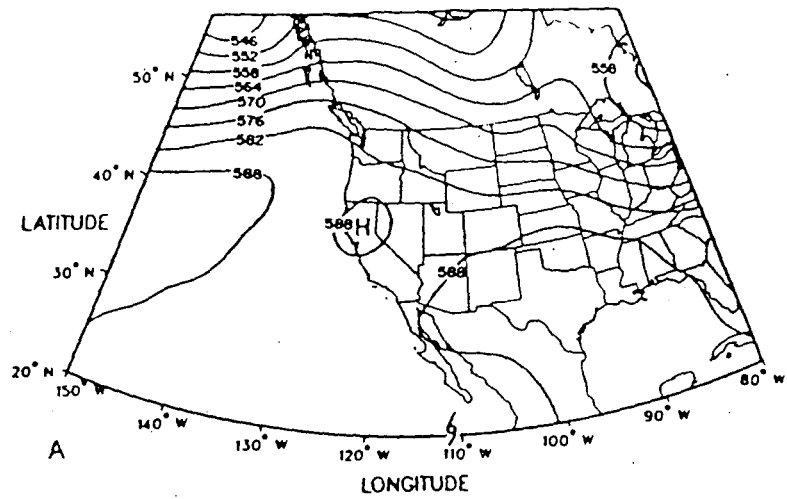 546
552
558
564
570
576
582
588
558
588 H
588
50° N
40° N
30° N
20° N
LATITUDE
150° W
140° W
130° W
120° W
110° W
100° W
90° W
80° W
LONGITUDE
A